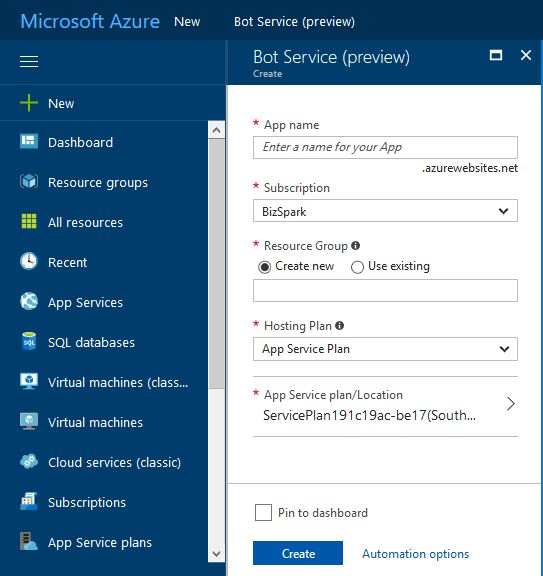 Microsoft Azure New Bot Service (preview)
Bot Service (preview)
Create
New
Dashboard
Resource groups
All resources
Recent
App Services
SQL databases
Virtual machines (class...
Virtual machines
Cloud services (classic)
Subscriptions
App Service plans
* App name
Enter a name for your App
.azurewebsites.net
* Subscription
BizSpark
* Resource Group
Create new Use existing
* Hosting Plan
App Service Plan
* App Service plan/Location
ServicePlan191c19ac-be17(South...
Pin to dashboard
Create Automation options